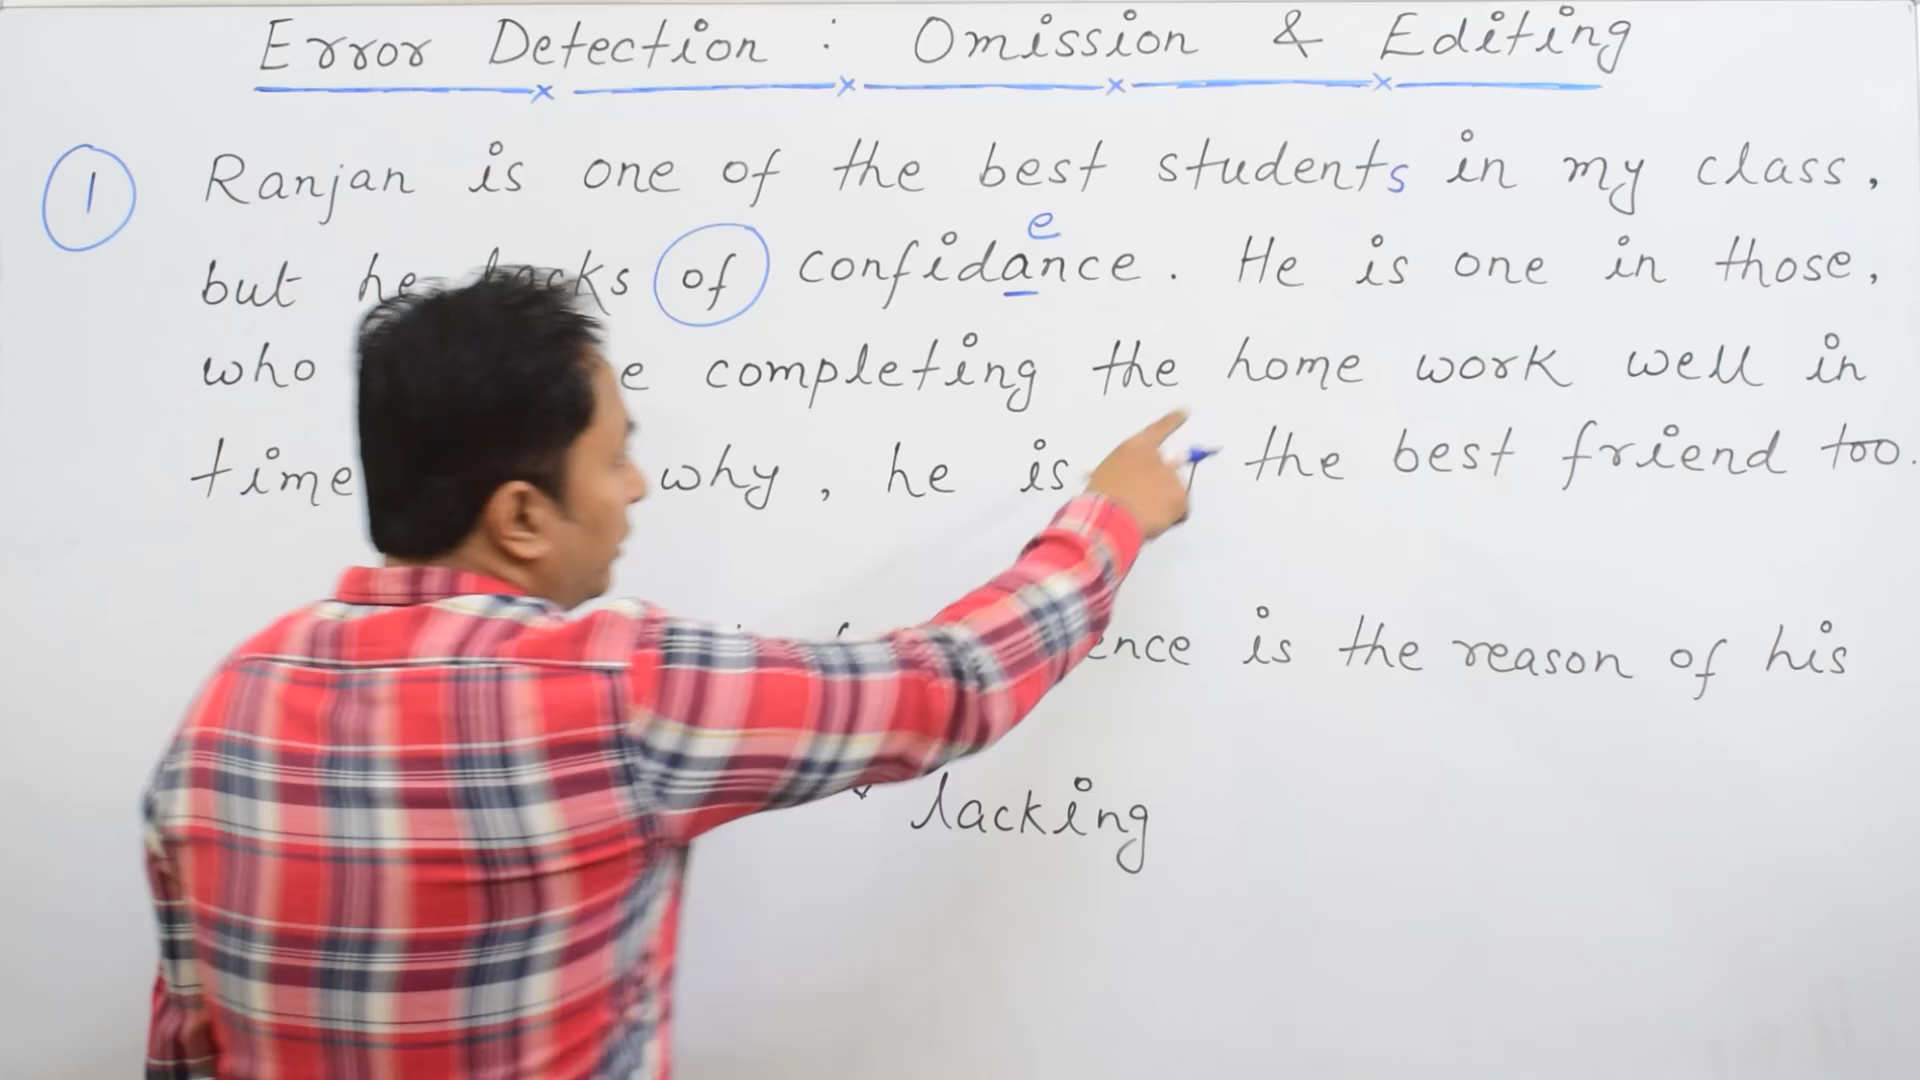 Error Detection : Omission & Editing
1 Ranjan is one of the best students in my class,
e
but he lacks of confidance. He is one in those,
who completing the home work well in
time why, he is the best friend too.
is the reason of his
lacking